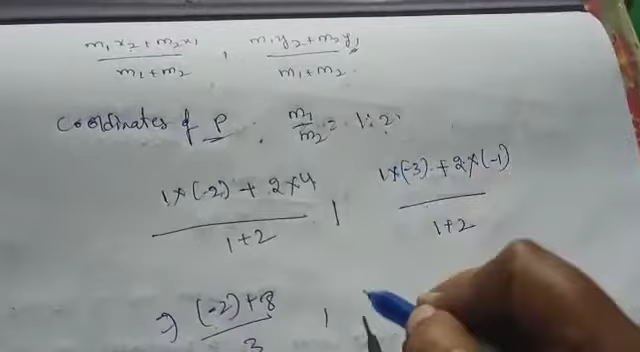 m₁x₂+m₂x₁ / m₁+m₂ , m₁y₂+m₂y₁ / m₁+m₂
Coordinates of P : m₁/m₂ = 1:2
1×(-2) + 2×4 / 1+2 , 1×(-3) + 2×(-1) / 1+2
⇒ (-2)+8 / 3 ,